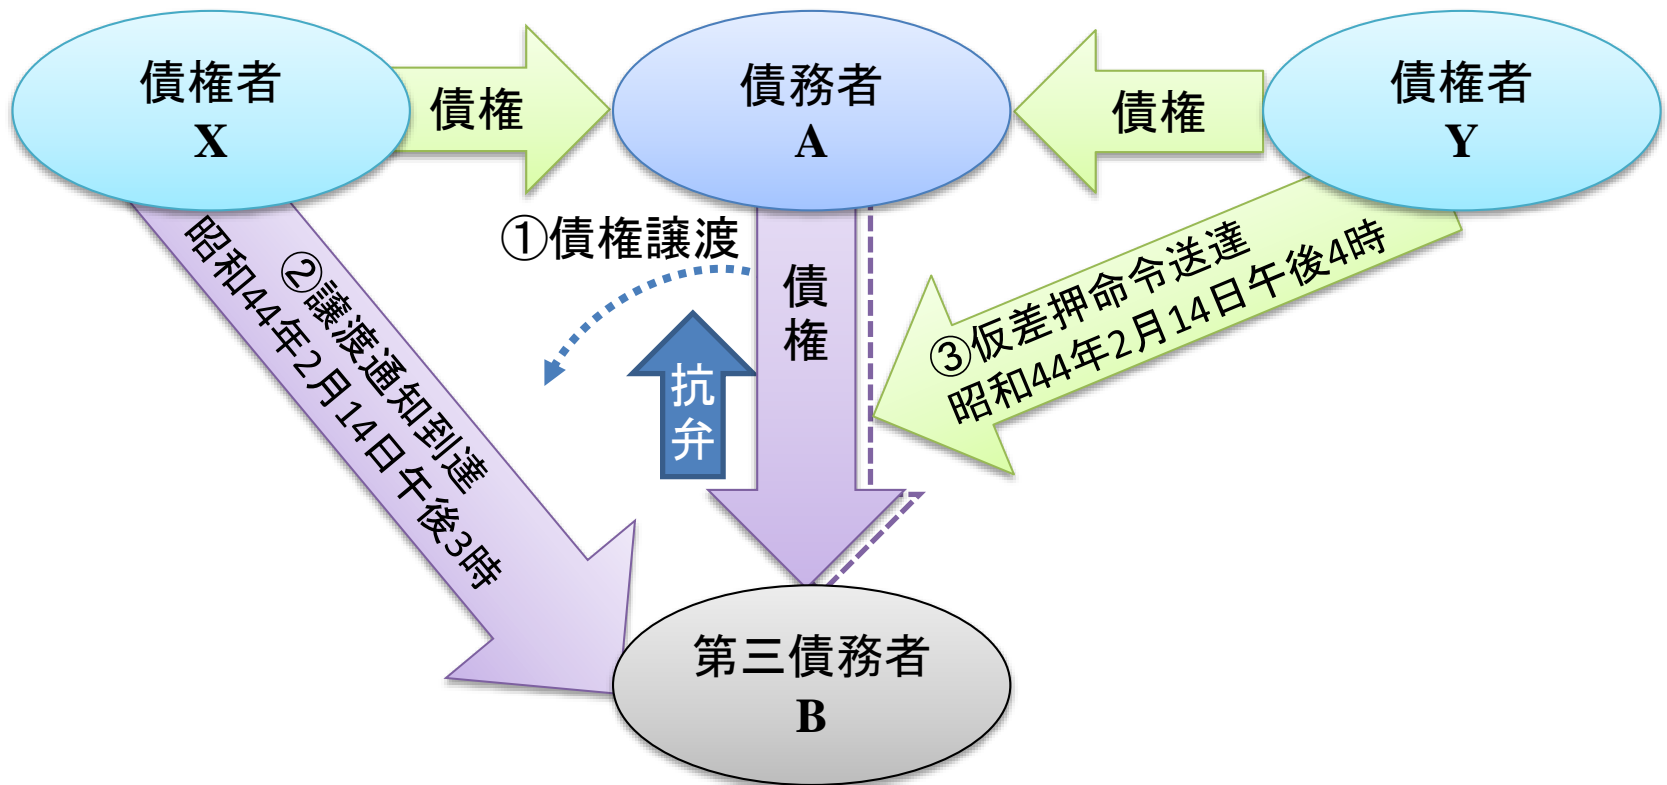 債権者
X
債権
債務者
A
債権
債権者
Y
①債権譲渡
債
権
抗
弁
②譲渡通知到達
昭和44年2月14日午後3時
③仮差押命令送達
昭和44年2月14日午後4時
第三債務者
B